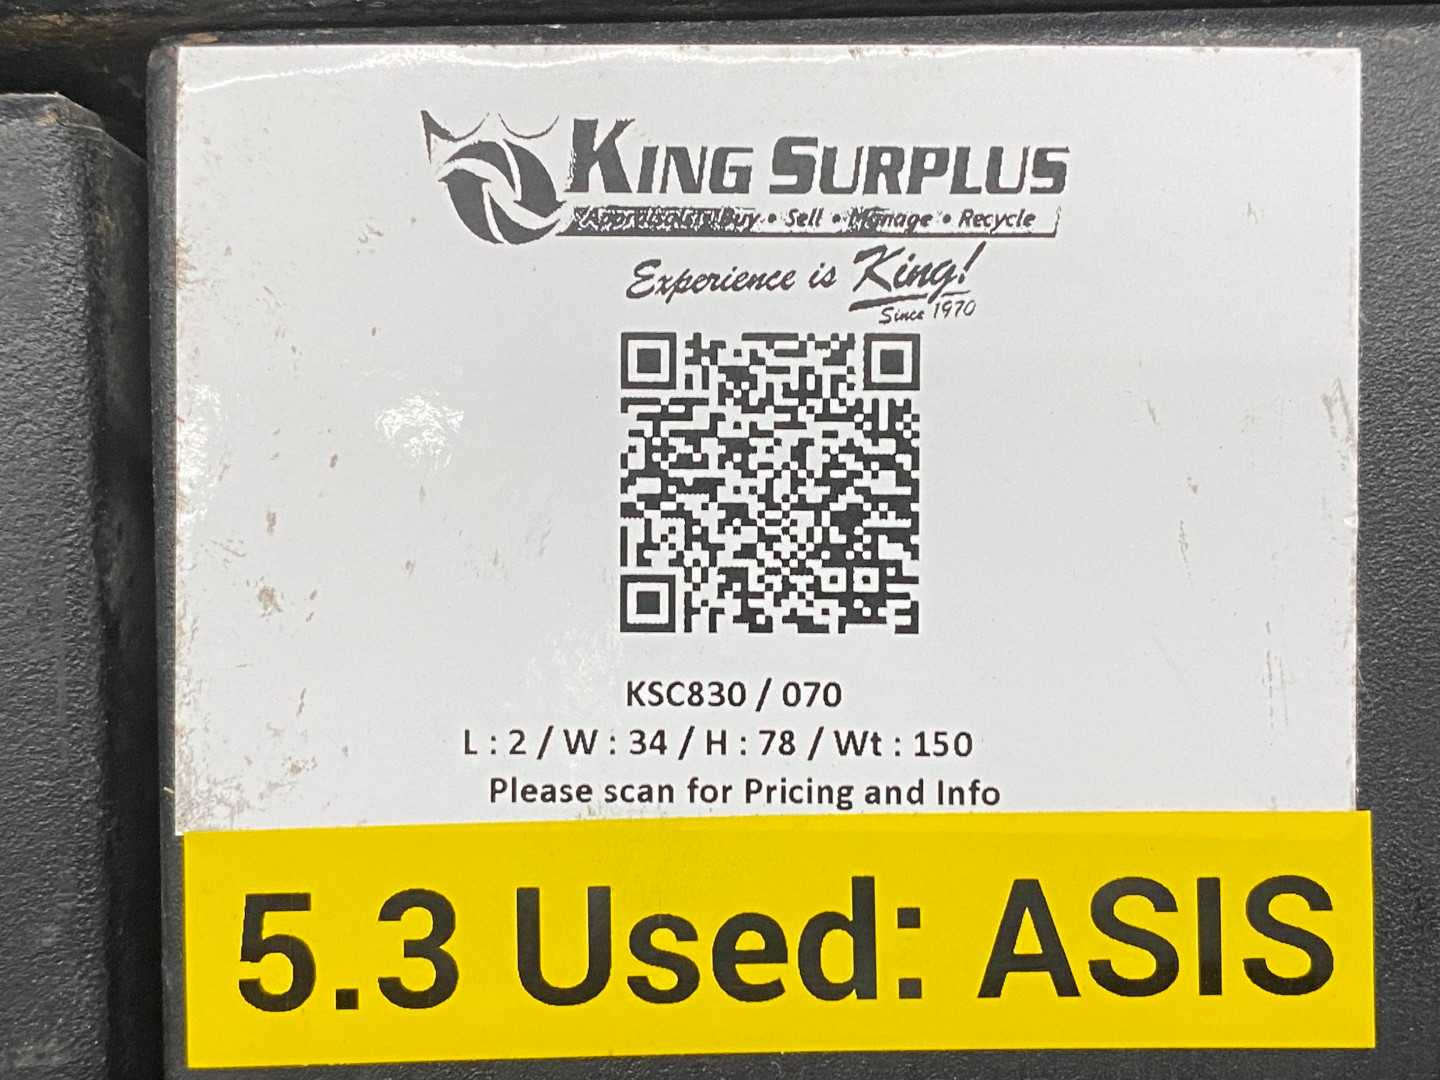 KING SURPLUS
Appraisals • Buy • Sell • Manage • Recycle
Experience is King!
Since 1970
KSC830 / 070
L : 2 / W : 34 / H : 78 / Wt : 150
Please scan for Pricing and Info
5.3 Used: ASIS